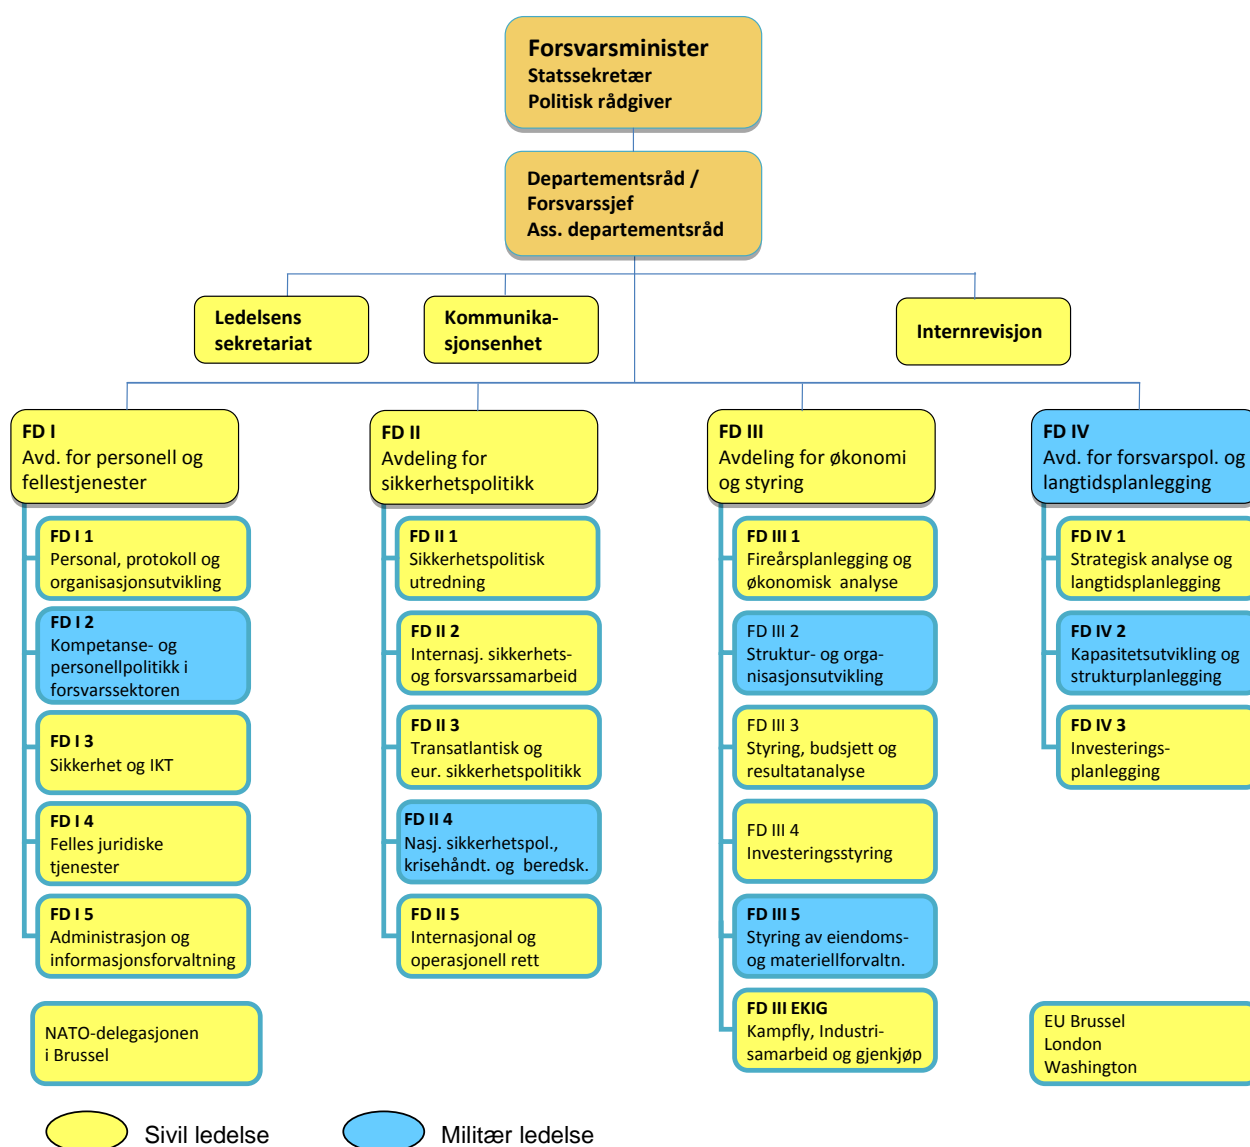 Forsvarsminister
Statssekretær
Politisk rådgiver
Departementsråd /
Forsvarssjef
Ass. departementsråd
Ledelsens
sekretariat
Kommunika-
sjonsenhet
Internrevisjon
FD I
Avd. for personell og
fellestjenester
FD I 1
Personal, protokoll og
organisasjonsutvikling
FD I 2
Kompetanse- og
personellpolitikk i
forsvarssektoren
FD I 3
Sikkerhet og IKT
FD I 4
Felles juridiske
tjenester
FD I 5
Administrasjon og
informasjonsforvaltning
NATO-delegasjonen
i Brussel
FD II
Avdeling for
sikkerhetspolitikk
FD II 1
Sikkerhetspolitisk
utredning
FD II 2
Internasj. sikkerhets-
og forsvarssamarbeid
FD II 3
Transatlantisk og
eur. sikkerhetspolitikk
FD II 4
Nasj. sikkerhetspol.,
krisehåndt. og beredsk.
FD II 5
Internasjonal og
operasjonell rett
FD III
Avdeling for økonomi
og styring
FD III 1
Fireårsplanlegging og
økonomisk analyse
FD III 2
Struktur- og orga-
nisasjonsutvikling
FD III 3
Styring, budsjett og
resultatanalyse
FD III 4
Investeringsstyring
FD III 5
Styring av eiendoms-
og materiellforvaltn.
FD III EKIG
Kampfly, Industri-
samarbeid og gjenkjøp
FD IV
Avd. for forsvarspol. og
langtidsplanlegging
FD IV 1
Strategisk analyse og
langtidsplanlegging
FD IV 2
Kapasitetsutvikling og
strukturplanlegging
FD IV 3
Investerings-
planlegging
EU Brussel
London
Washington
Sivil ledelse
Militær ledelse